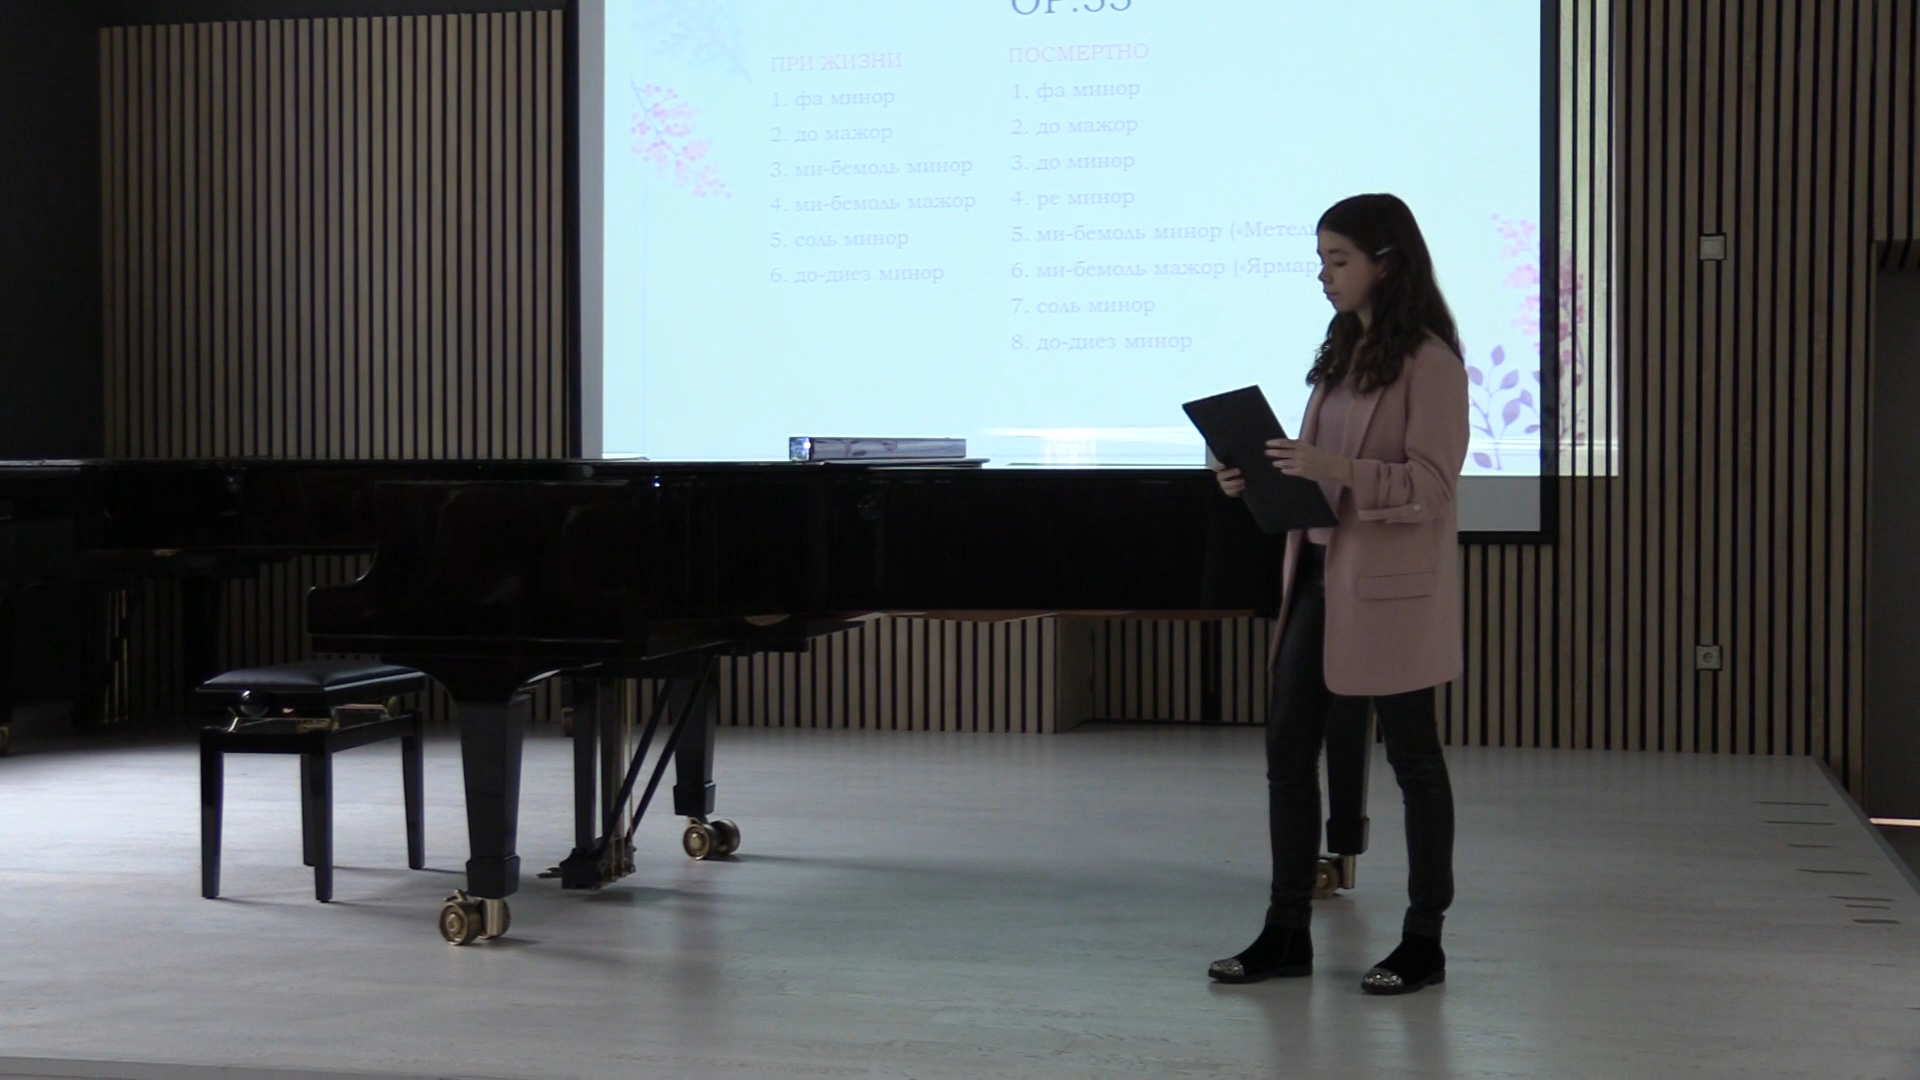 OP.33
ПРИ ЖИЗНИ
1. фа минор
2. до мажор
3. ми-бемоль минор
4. ми-бемоль мажор
5. соль минор
6. до-диез минор
ПОСМЕРТНО
1. фа минор
2. до мажор
3. до минор
4. ре минор
5. ми-бемоль минор («Метель
6. ми-бемоль мажор («Ярмар
7. соль минор
8. до-диез минор